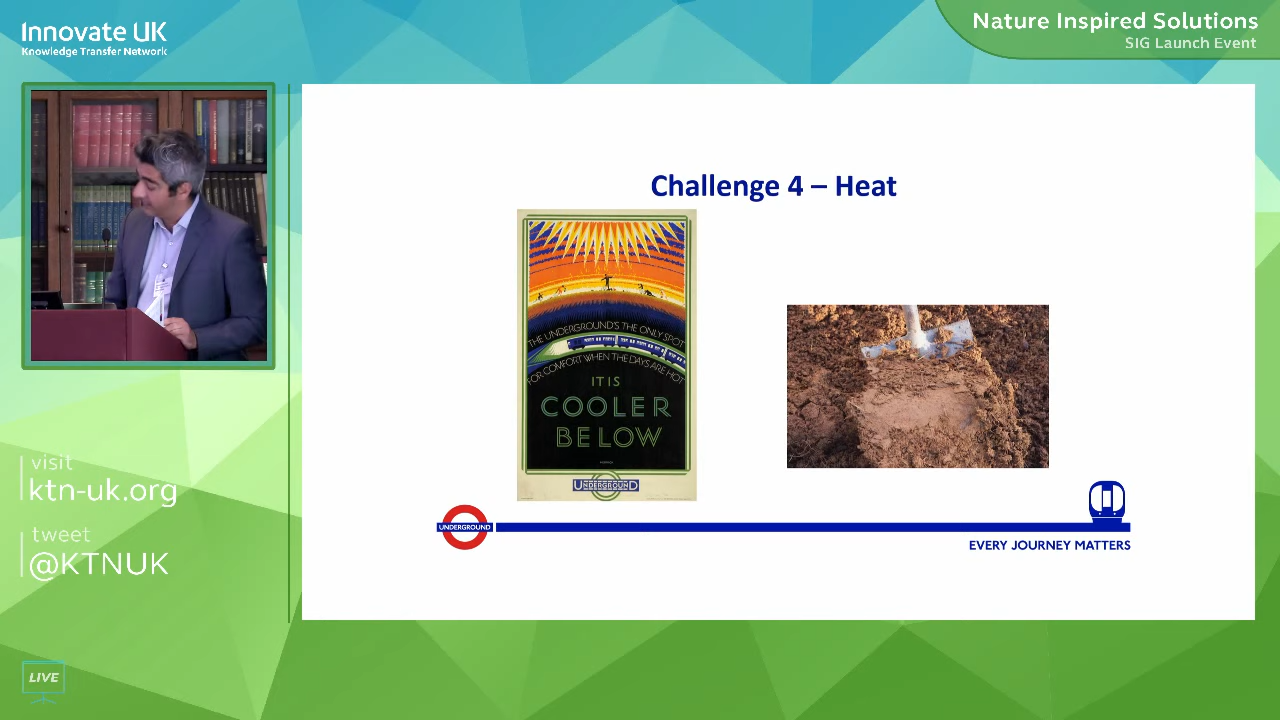 Innovate UK
Knowledge Transfer Network
Nature Inspired Solutions
SIG Launch Event
Challenge 4 – Heat
THE UNDERGROUND'S THE ONLY SPOT
FOR COMFORT WHEN THE DAYS ARE HOT
IT IS
COOLER
BELOW
UNDERGROUND
UNDERGROUND
EVERY JOURNEY MATTERS
visit
ktn-uk.org
tweet
@KTNUK
LIVE